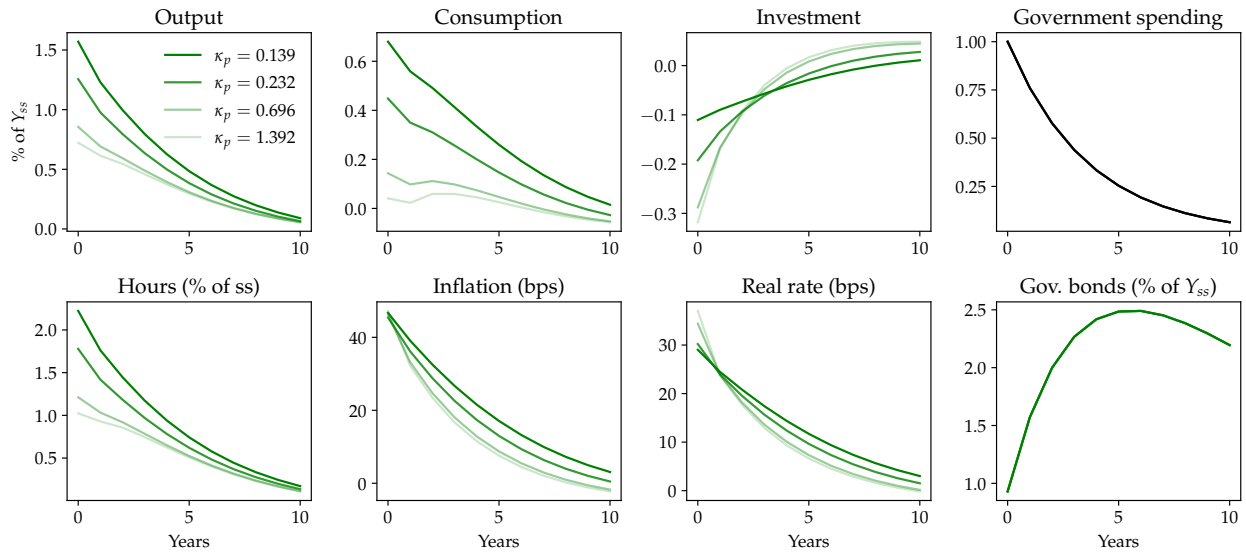 Output
Consumption
Investment
Government spending
% of Y_ss
1.5
1.0
0.5
0.0
κ_p = 0.139
κ_p = 0.232
κ_p = 0.696
κ_p = 1.392
0 5 10
0.6
0.4
0.2
0.0
0 5 10
0.0
−0.1
−0.2
−0.3
0 5 10
1.00
0.75
0.50
0.25
0 5 10
Hours (% of ss)
Inflation (bps)
Real rate (bps)
Gov. bonds (% of Y_ss)
2.0
1.5
1.0
0.5
0 5 10
Years
40
20
0
0 5 10
Years
30
20
10
0
0 5 10
Years
2.5
2.0
1.5
1.0
0 5 10
Years